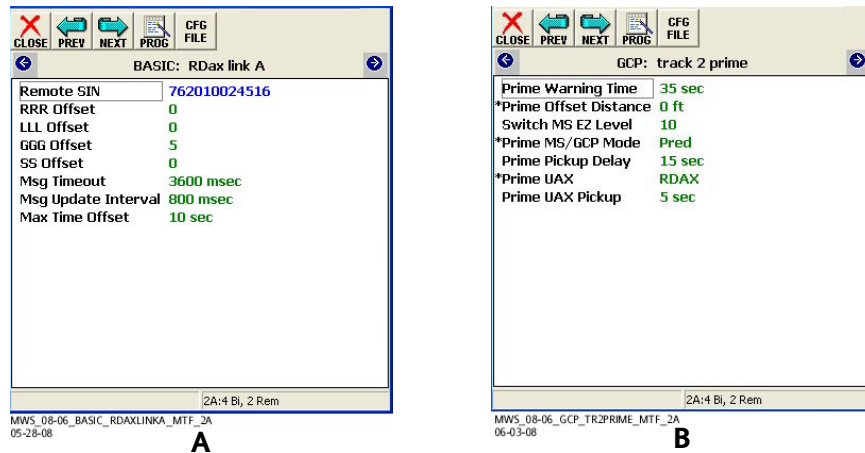 CLOSE PREV NEXT PROG CFG FILE
BASIC: RDax link A
Remote SIN 762010024516
RRR Offset 0
LLL Offset 0
GGG Offset 5
SS Offset 0
Msg Timeout 3600 msec
Msg Update Interval 800 msec
Max Time Offset 10 sec
2A:4 Bi, 2 Rem
MWS_08-06_BASIC_RDAXLINKA_MTF_2A
05-28-08
A
CLOSE PREV NEXT PROG CFG FILE
GCP: track 2 prime
Prime Warning Time 35 sec
*Prime Offset Distance 0 ft
Switch MS EZ Level 10
*Prime MS/GCP Mode Pred
Prime Pickup Delay 15 sec
*Prime UAX RDAX
Prime UAX Pickup 5 sec
2A:4 Bi, 2 Rem
MWS_08-06_GCP_TR2PRIME_MTF_2A
06-03-08
B